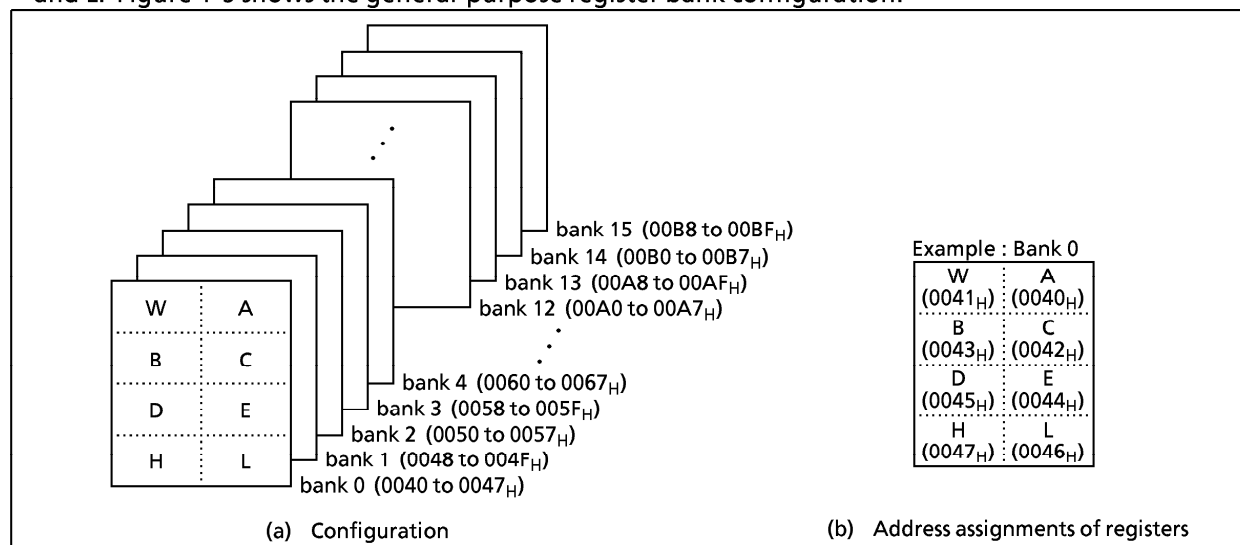 and L. Figure 1-3 shows the general-purpose register bank configuration.
bank 15 (00B8 to 00BFH)
bank 14 (00B0 to 00B7H)
bank 13 (00A8 to 00AFH)
bank 12 (00A0 to 00A7H)
bank 4 (0060 to 0067H)
bank 3 (0058 to 005FH)
bank 2 (0050 to 0057H)
bank 1 (0048 to 004FH)
bank 0 (0040 to 0047H)
W A
B C
D E
H L
(a) Configuration
Example : Bank 0
W A
(0041H) (0040H)
B C
(0043H) (0042H)
D E
(0045H) (0044H)
H L
(0047H) (0046H)
(b) Address assignments of registers